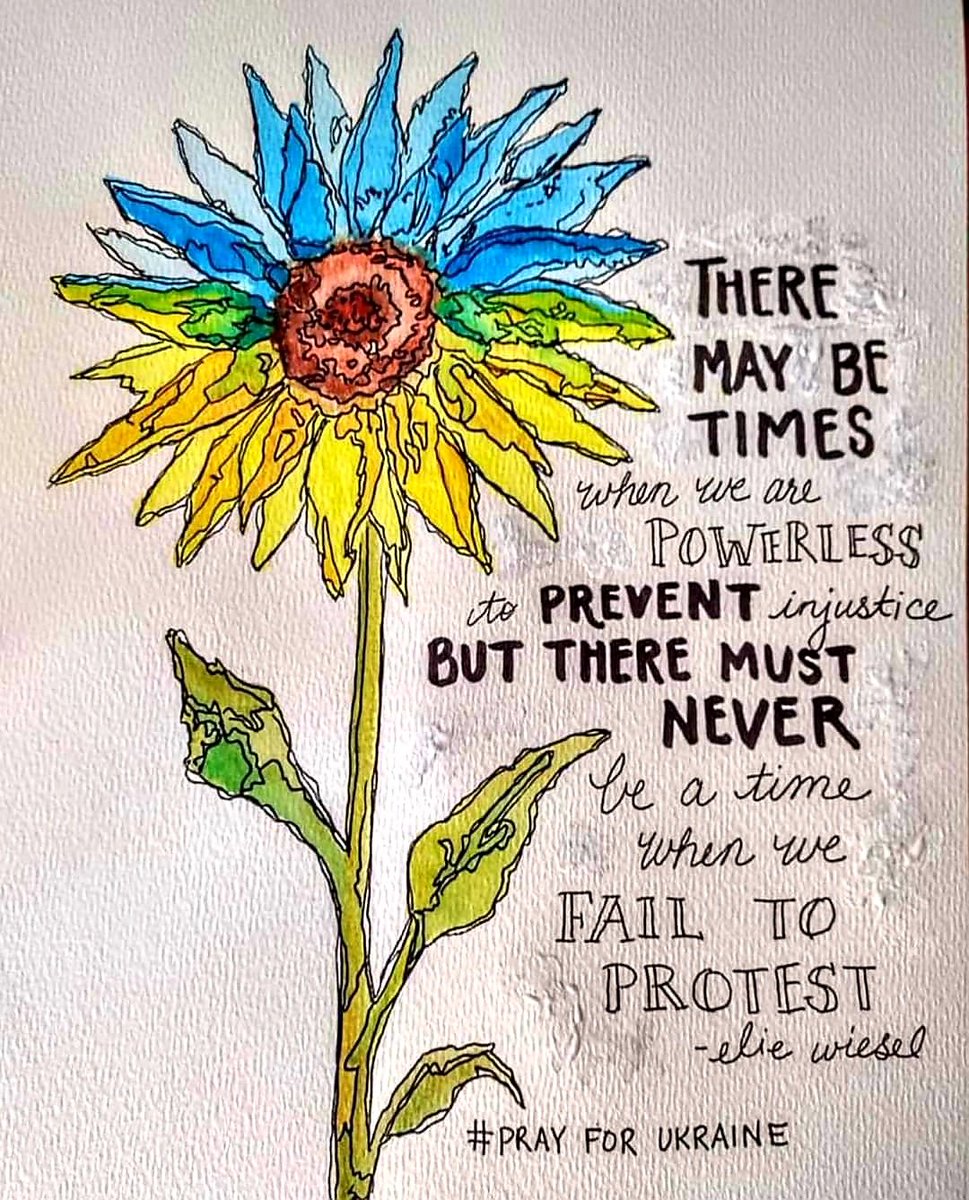 THERE
MAY BE
TIMES
when we are
POWERLESS
to PREVENT injustice
BUT THERE MUST
NEVER
be a time
when we
FAIL TO
PROTEST
-elie wiesel
#PRAY FOR UKRAINE